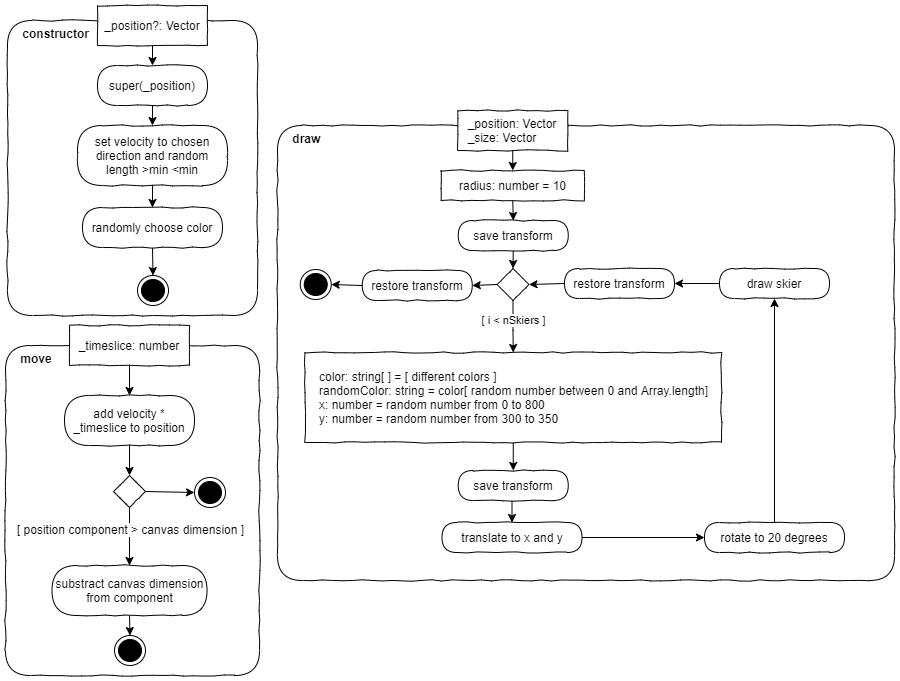 constructor
_position?: Vector
super(_position)
set velocity to chosen
direction and random
length >min <min
randomly choose color
move
_timeslice: number
add velocity *
_timeslice to position
[ position component > canvas dimension ]
substract canvas dimension
from component
draw
_position: Vector
_size: Vector
radius: number = 10
save transform
restore transform
restore transform
draw skier
[ i < nSkiers ]
color: string[ ] = [ different colors ]
randomColor: string = color[ random number between 0 and Array.length]
x: number = random number from 0 to 800
y: number = random number from 300 to 350
save transform
translate to x and y
rotate to 20 degrees